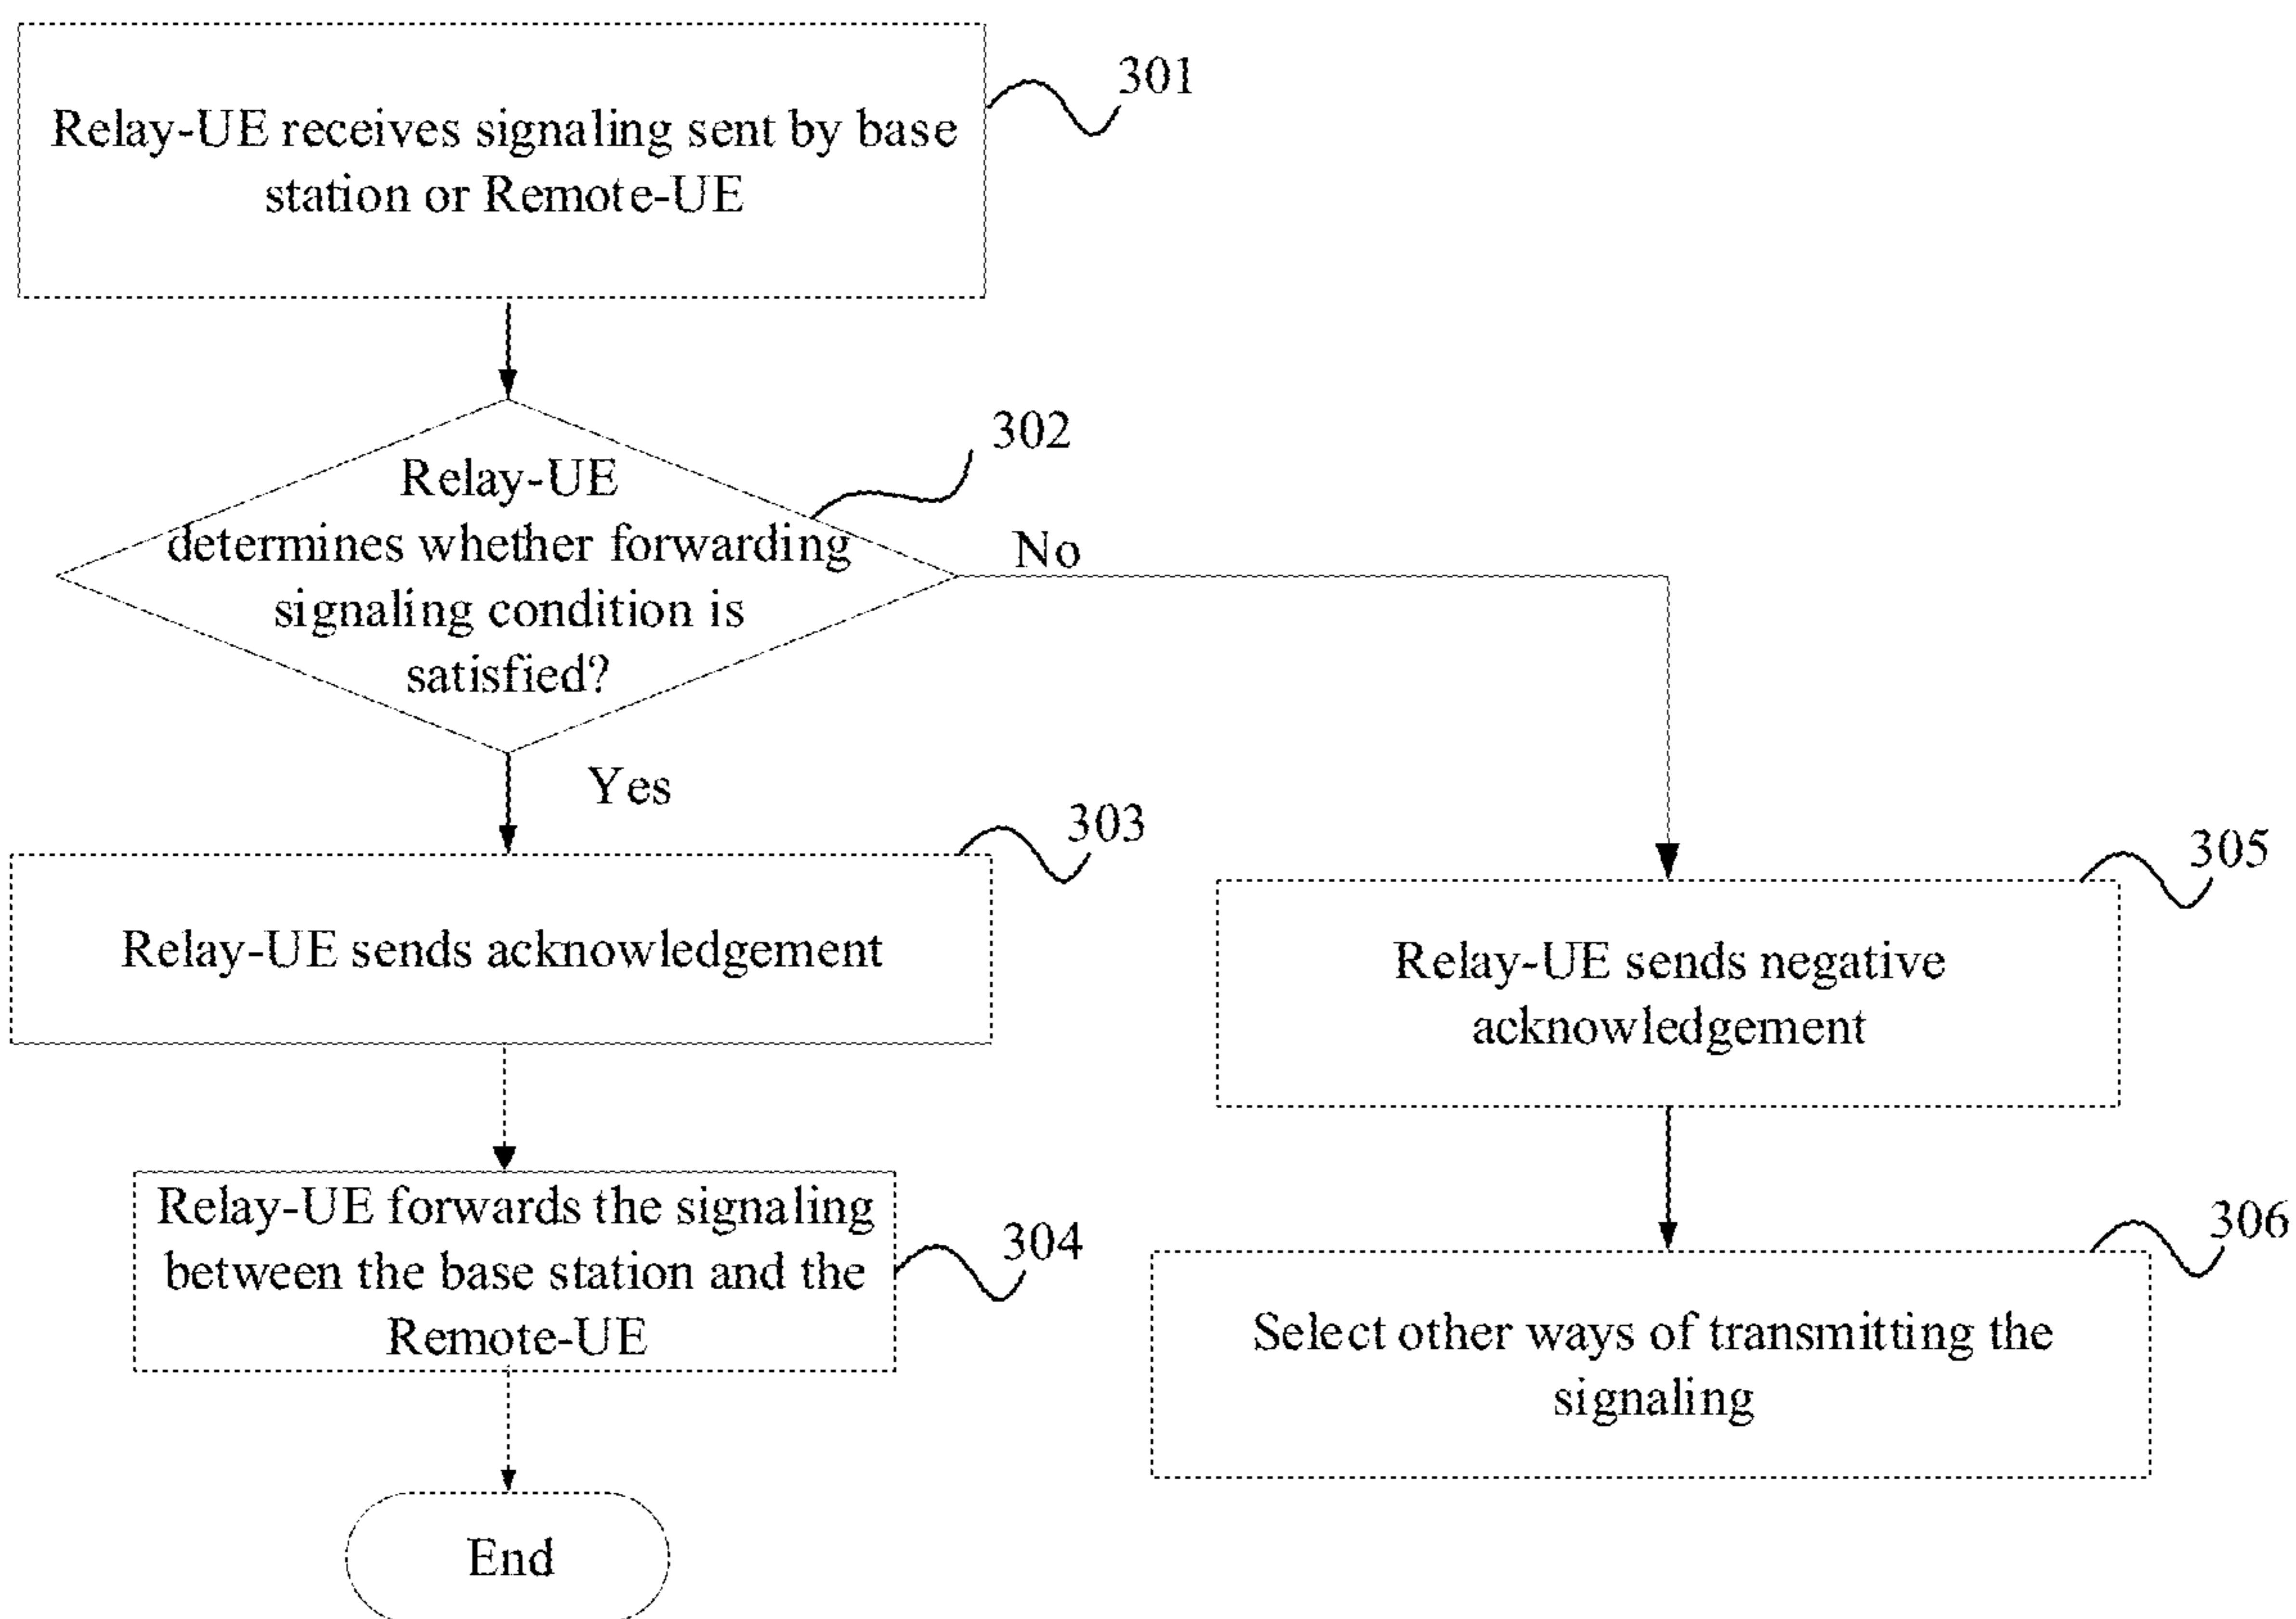 Relay-UE receives signaling sent by base
station or Remote-UE
301
Relay-UE
determines whether forwarding
signaling condition is
satisfied?
302
No
Yes
303
Relay-UE sends acknowledgement
305
Relay-UE sends negative
acknowledgement
Relay-UE forwards the signaling
between the base station and the
Remote-UE
304
306
Select other ways of transmitting the
signaling
End